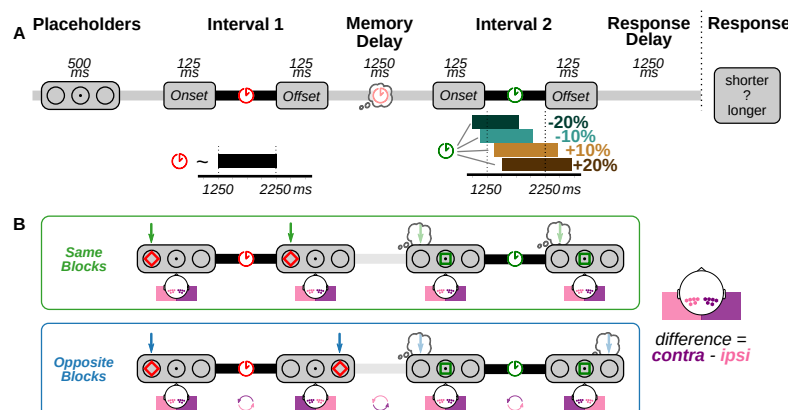 Placeholders
Interval 1
Memory
Delay
Interval 2
Response
Delay
Response
A
500
ms
125
ms
125
ms
1250
ms
125
ms
125
ms
1250
ms
Onset
Offset
Onset
Offset
shorter
?
longer
~
1250
2250 ms
-20%
-10%
+10%
+20%
1250
2250 ms
B
Same
Blocks
Opposite
Blocks
difference =
contra - ipsi